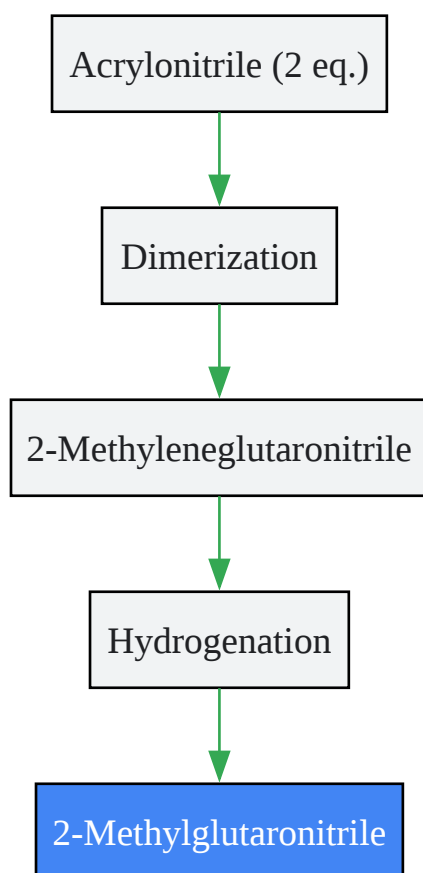 Acrylonitrile (2 eq.)
Dimerization
2-Methyleneglutaronitrile
Hydrogenation
2-Methylglutaronitrile